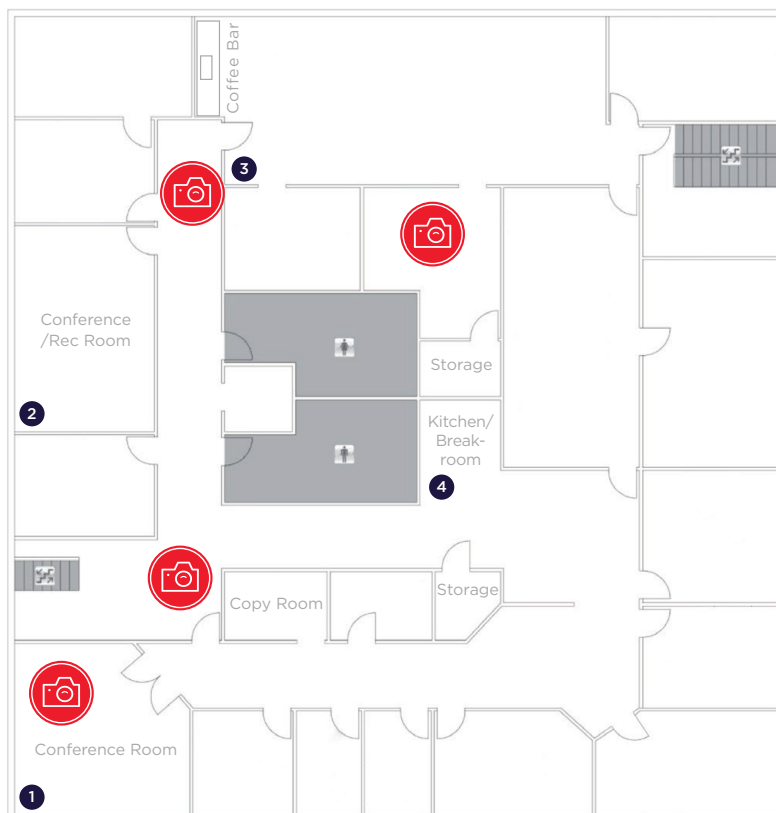 Coffee Bar
3
Conference
/Rec Room
2
Storage
Kitchen/
Break-
room
4
Copy Room
Storage
Conference Room
1